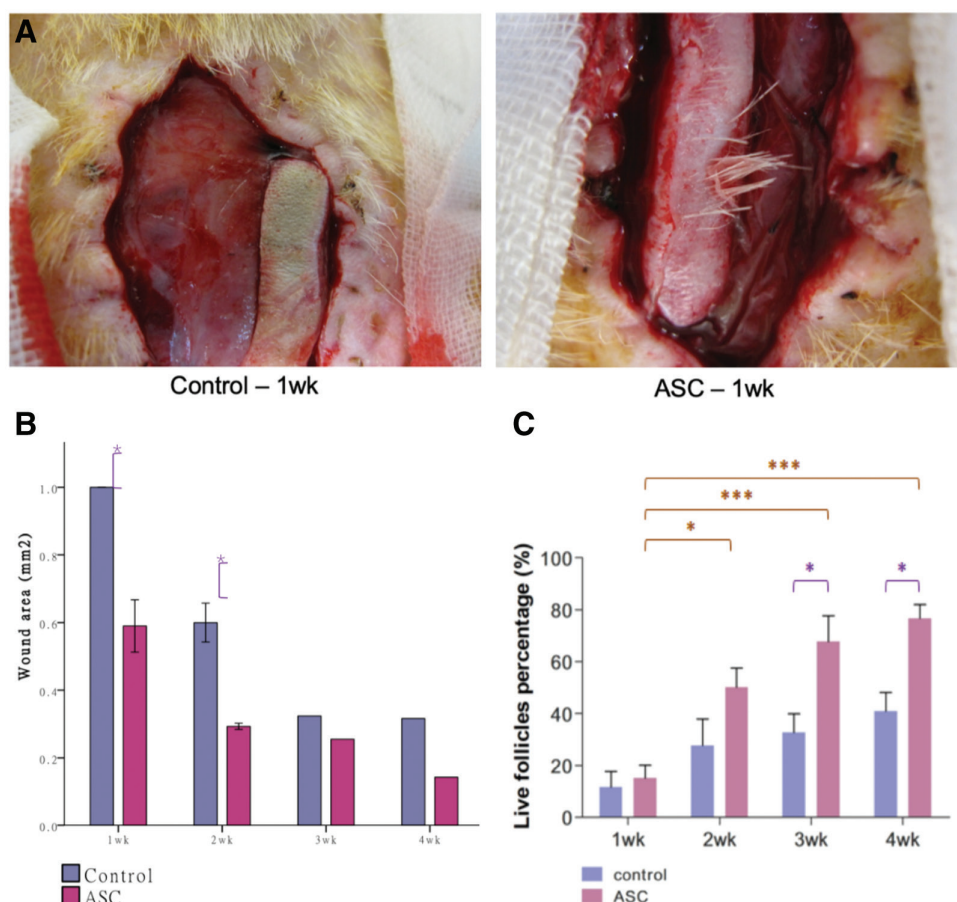 A
Control – 1wk
ASC – 1wk
B
Wound area (mm2)
1.0
0.8
0.6
0.4
0.2
0.0
*
*
1wk
2wk
3wk
4wk
Control
ASC
C
Live follicles percentage (%)
100
80
60
40
20
0
***
***
*
*
*
1wk
2wk
3wk
4wk
control
ASC